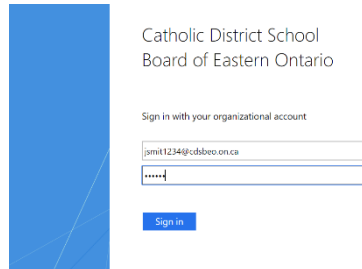 Catholic District School
Board of Eastern Ontario
Sign in with your organizational account
jsmit1234@cdsbeo.on.ca
••••••
Sign in